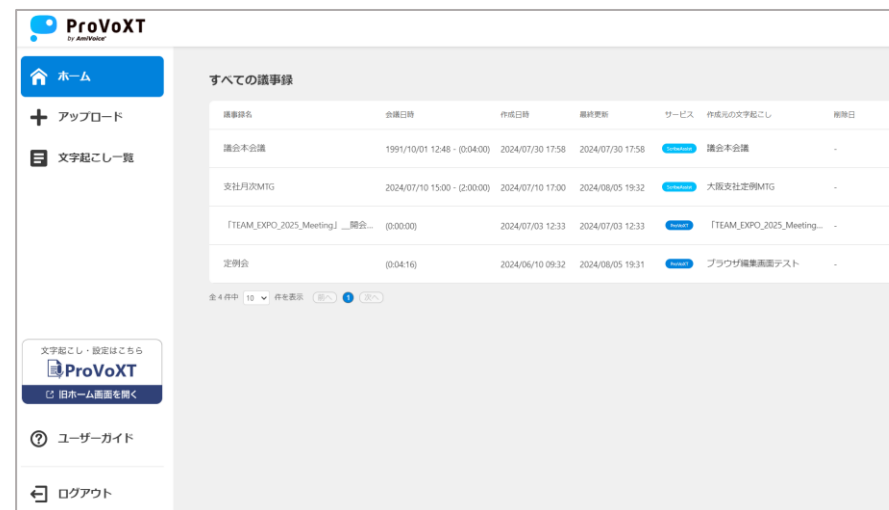 ProVoXT
by AmiVoice
ホーム
アップロード
文字起こし一覧
文字起こし・設定はこちら
ProVoXT
旧ホーム画面を開く
ユーザーガイド
ログアウト
すべての議事録
議事録名 会議日時 作成日時 最終更新 サービス 作成元の文字起こし 削除日
議会本会議 1991/10/01 12:48 - (0:04:00) 2024/07/30 17:58 2024/07/30 17:58 ScribeAssist 議会本会議 -
支社月次MTG 2024/07/10 15:00 - (2:00:00) 2024/07/10 17:00 2024/08/05 19:32 ScribeAssist 大阪支社定例MTG -
「TEAM_EXPO_2025_Meeting」__開会... (0:00:00) 2024/07/03 12:33 2024/07/03 12:33 ProVoXT 「TEAM_EXPO_2025_Meeting... -
定例会 (0:04:16) 2024/06/10 09:32 2024/08/05 19:31 ProVoXT ブラウザ編集画面テスト -
全 4 件中 10 件を表示 前へ 1 次へ